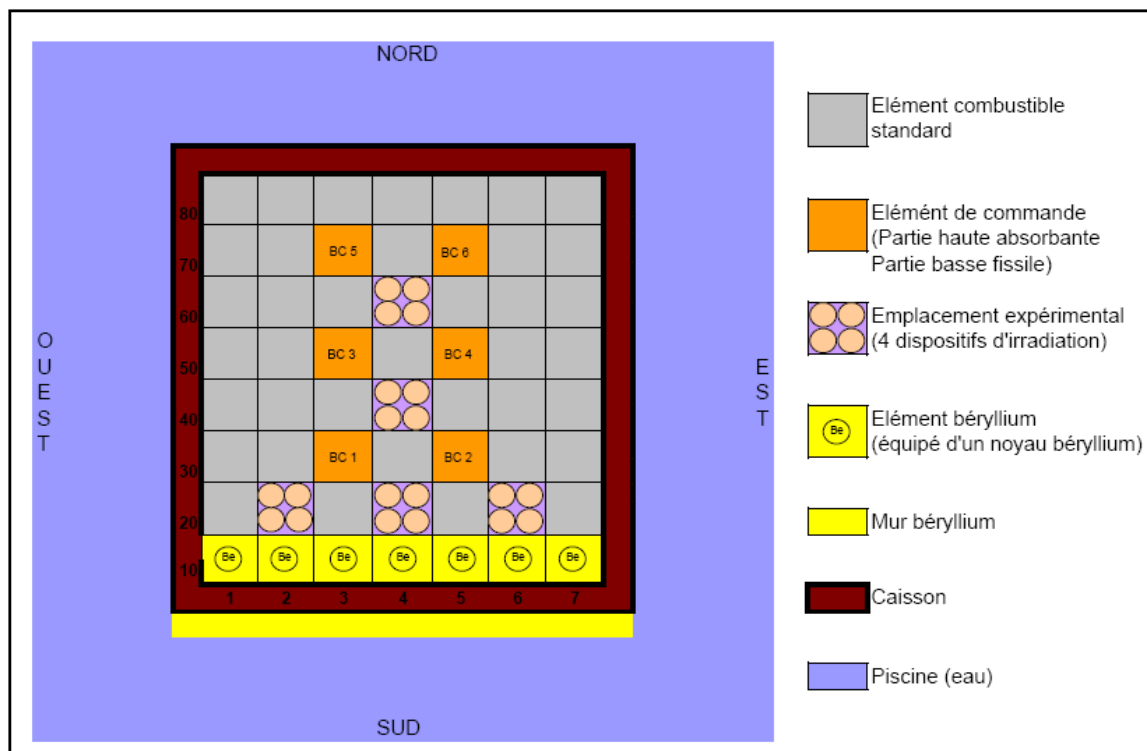 NORD
80
BC 5
BC 6
70
60
BC 3
BC 4
50
40
BC 1
BC 2
30
20
Be
Be
Be
Be
Be
Be
Be
10
1 2 3 4 5 6 7
OUEST
EST
SUD
Elément combustible
standard
Elémént de commande
(Partie haute absorbante
Partie basse fissile)
Emplacement expérimental
(4 dispositifs d'irradiation)
Be
Elément béryllium
(équipé d'un noyau béryllium)
Mur béryllium
Caisson
Piscine (eau)